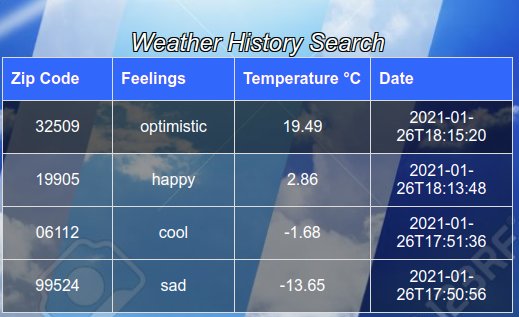 Weather History Search
Zip Code Feelings Temperature °C Date
32509 optimistic 19.49 2021-01-
26T18:15:20
19905 happy 2.86 2021-01-
26T18:13:48
06112 cool -1.68 2021-01-
26T17:51:36
99524 sad -13.65 2021-01-
26T17:50:56